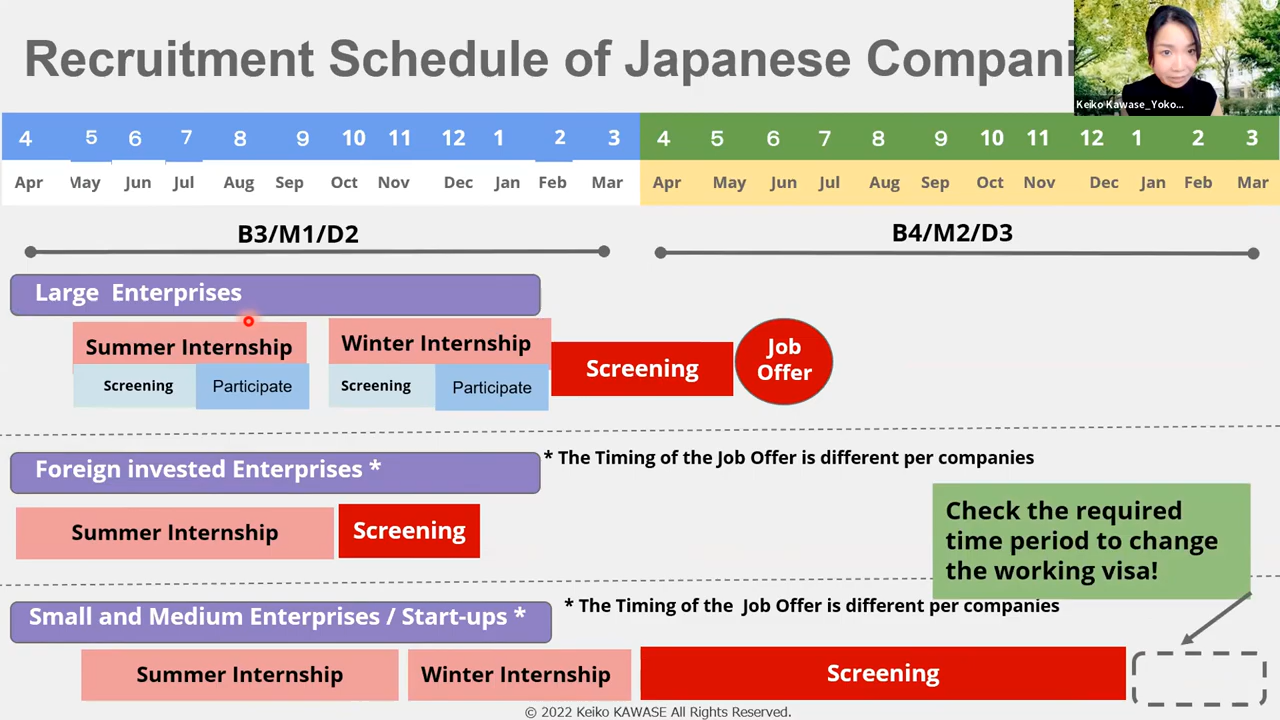 Recruitment Schedule of Japanese Compani
Keiko Kawase_Yoko...
4 5 6 7 8 9 10 11 12 1 2 3 4 5 6 7 8 9 10 11 12 1 2 3
Apr May Jun Jul Aug Sep Oct Nov Dec Jan Feb Mar Apr May Jun Jul Aug Sep Oct Nov Dec Jan Feb Mar
B3/M1/D2 B4/M2/D3
Large Enterprises
Summer Internship Winter Internship
Screening Participate Screening Participate
Screening
Job
Offer
Foreign invested Enterprises *
* The Timing of the Job Offer is different per companies
Summer Internship Screening
Check the required
time period to change
the working visa!
Small and Medium Enterprises / Start-ups *
* The Timing of the Job Offer is different per companies
Summer Internship Winter Internship Screening
© 2022 Keiko KAWASE All Rights Reserved.